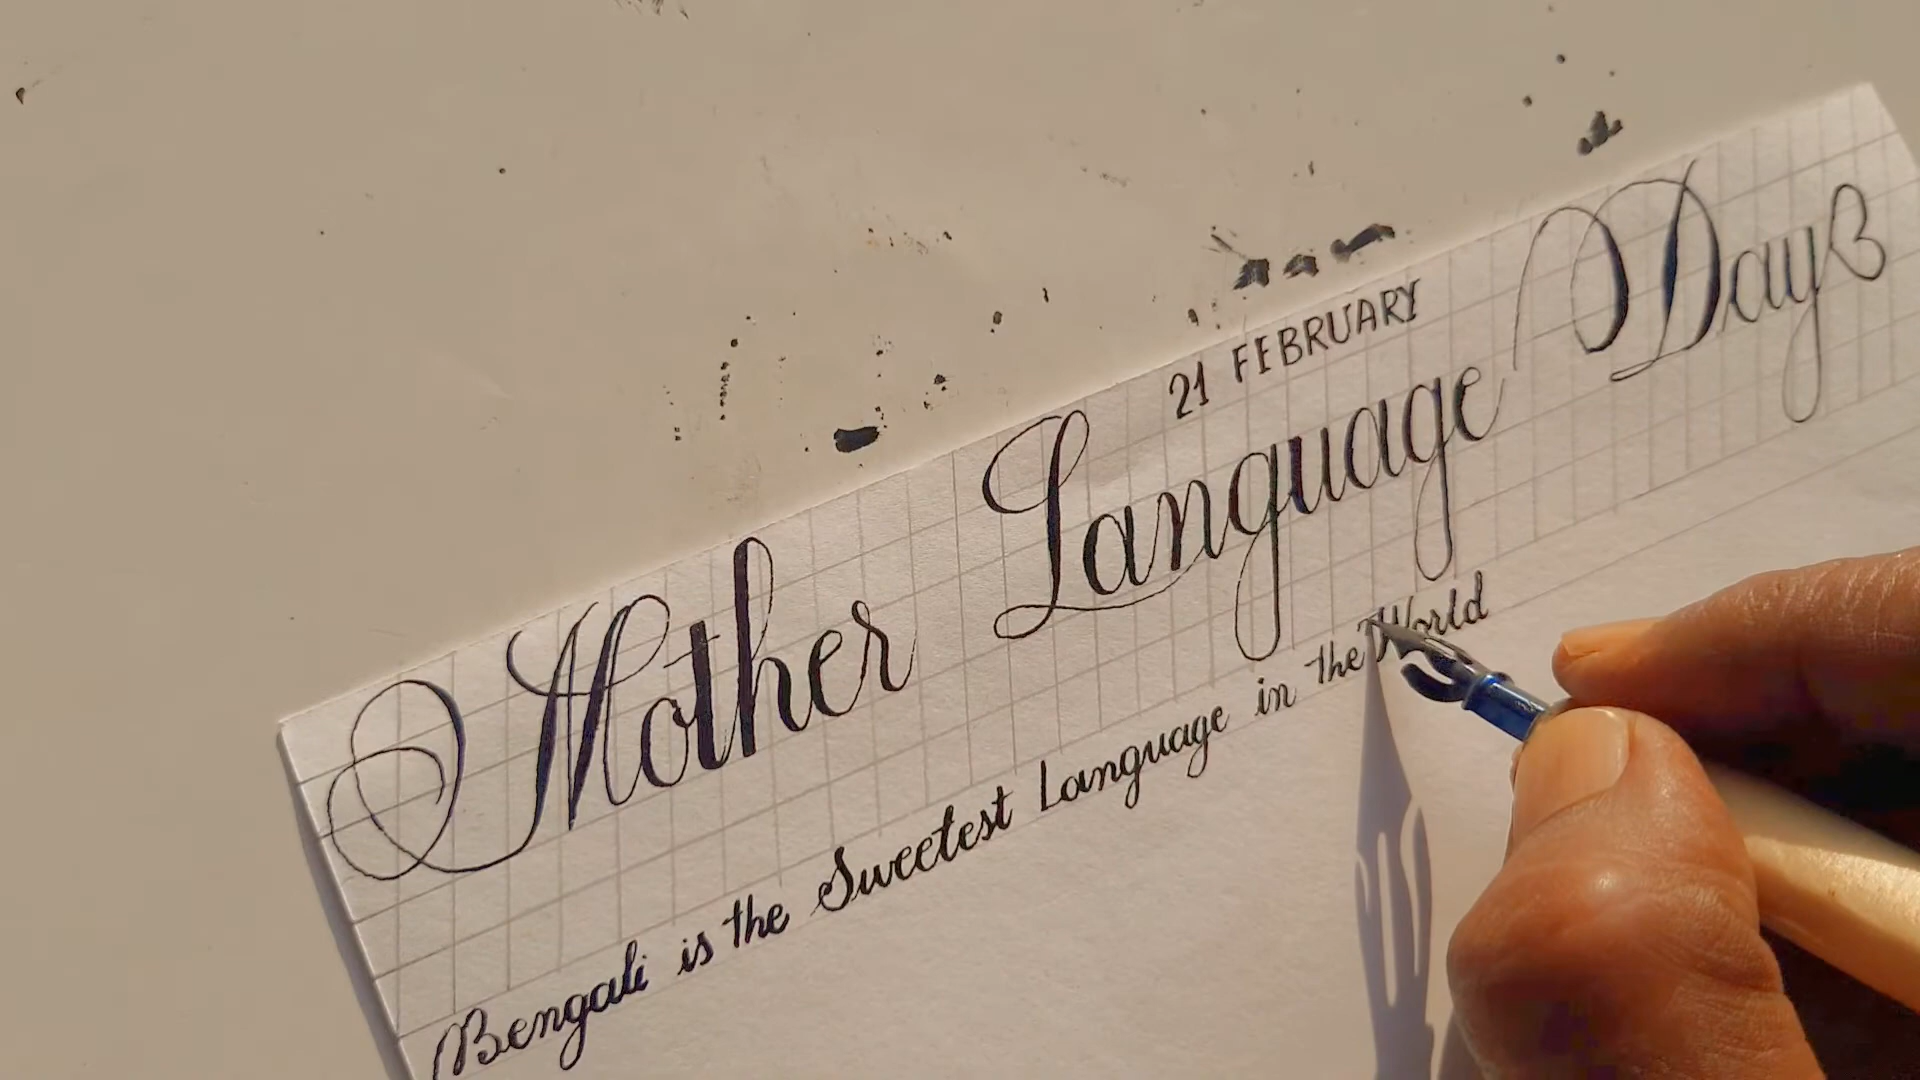 21 FEBRUARY
Mother Language Day
Bengali is the Sweetest Language in the World